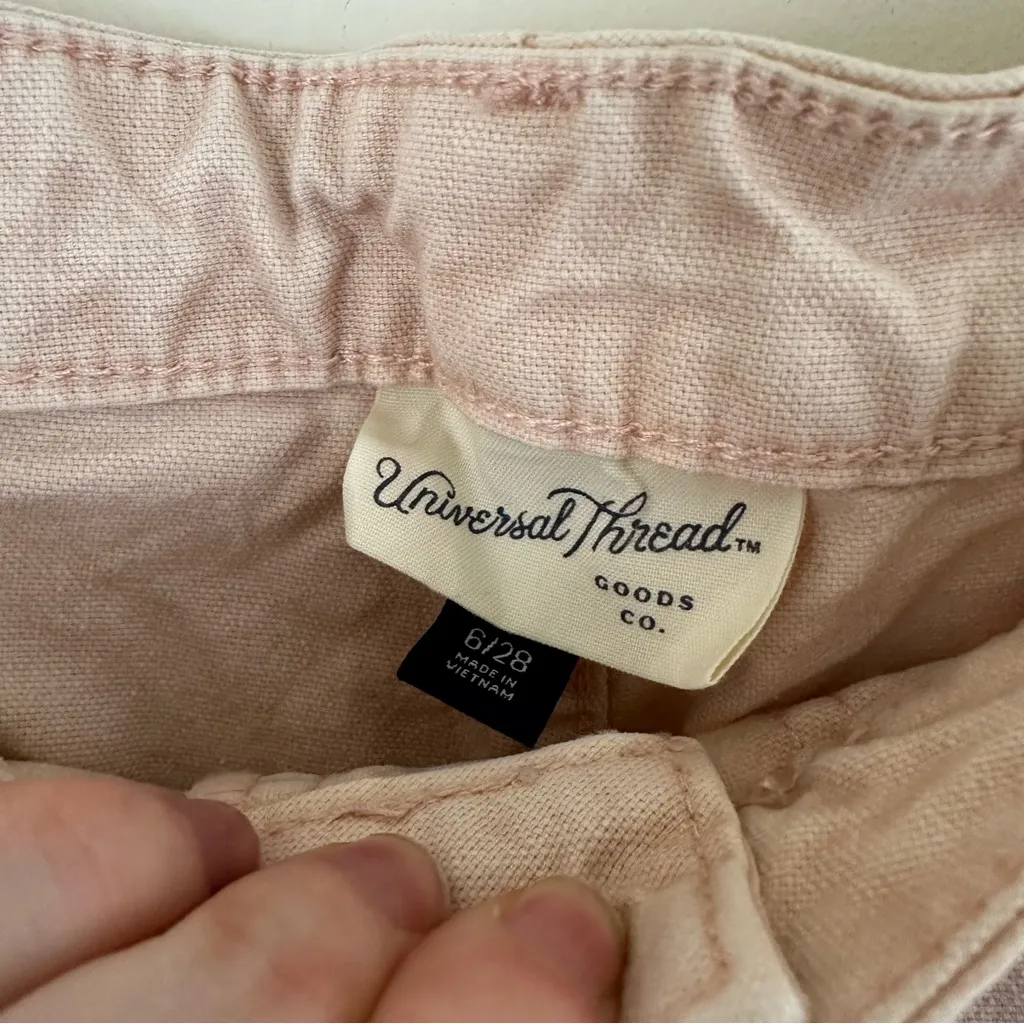 Universal Thread™
GOODS
CO.
6/28
MADE IN
VIETNAM